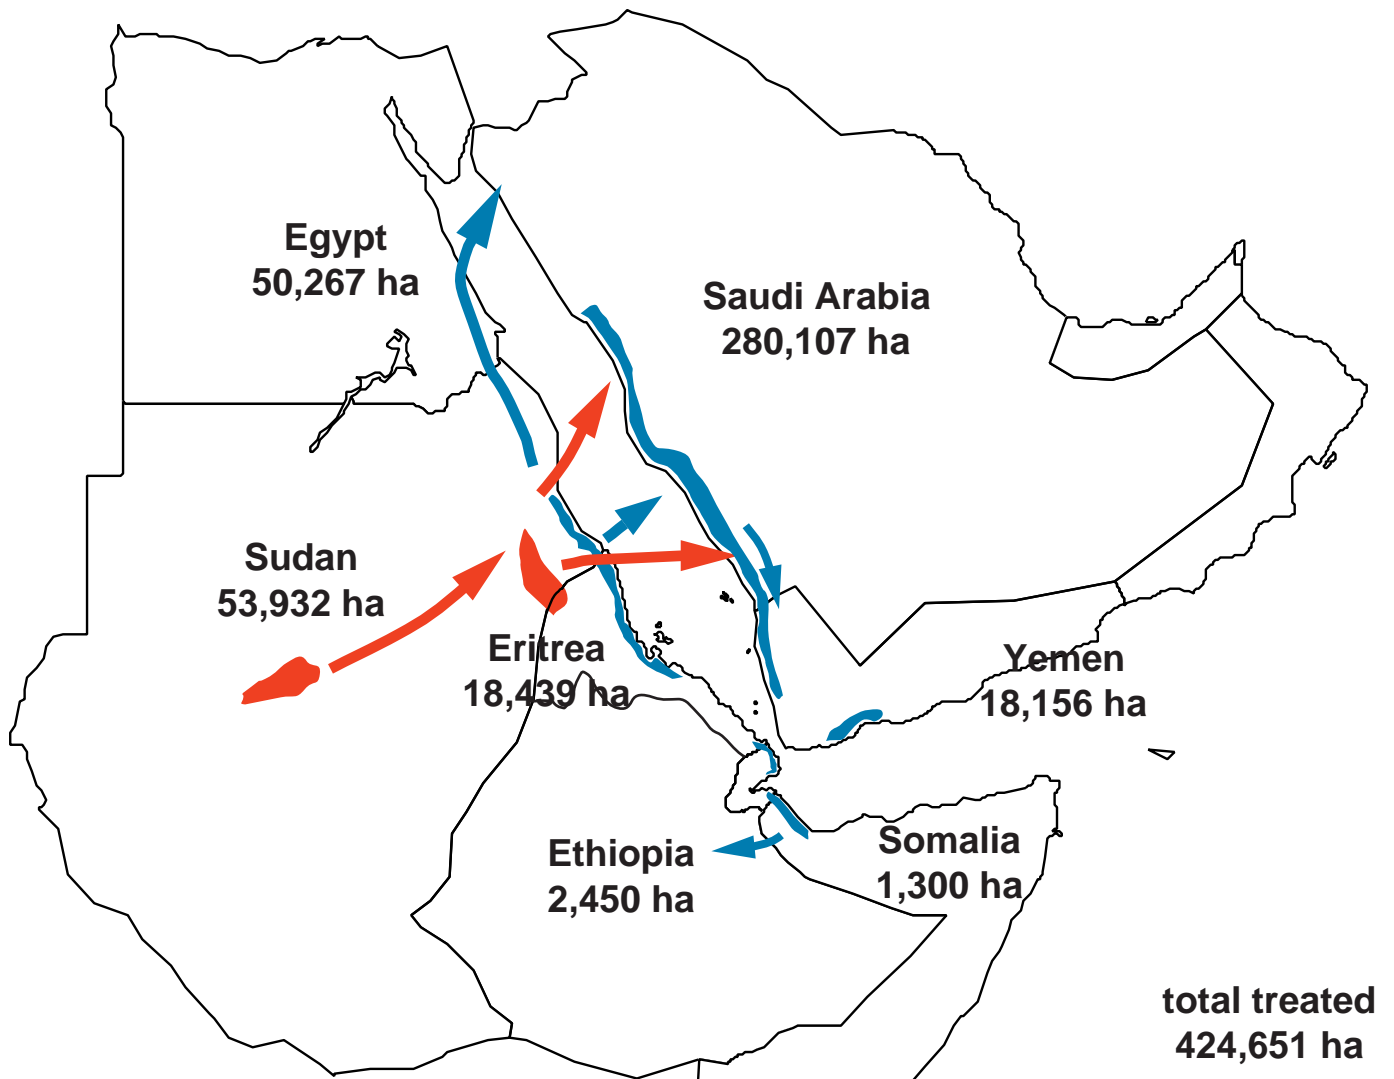 Egypt
50,267 ha
Saudi Arabia
280,107 ha
Sudan
53,932 ha
Eritrea
18,439 ha
Yemen
18,156 ha
Ethiopia
2,450 ha
Somalia
1,300 ha
total treated
424,651 ha